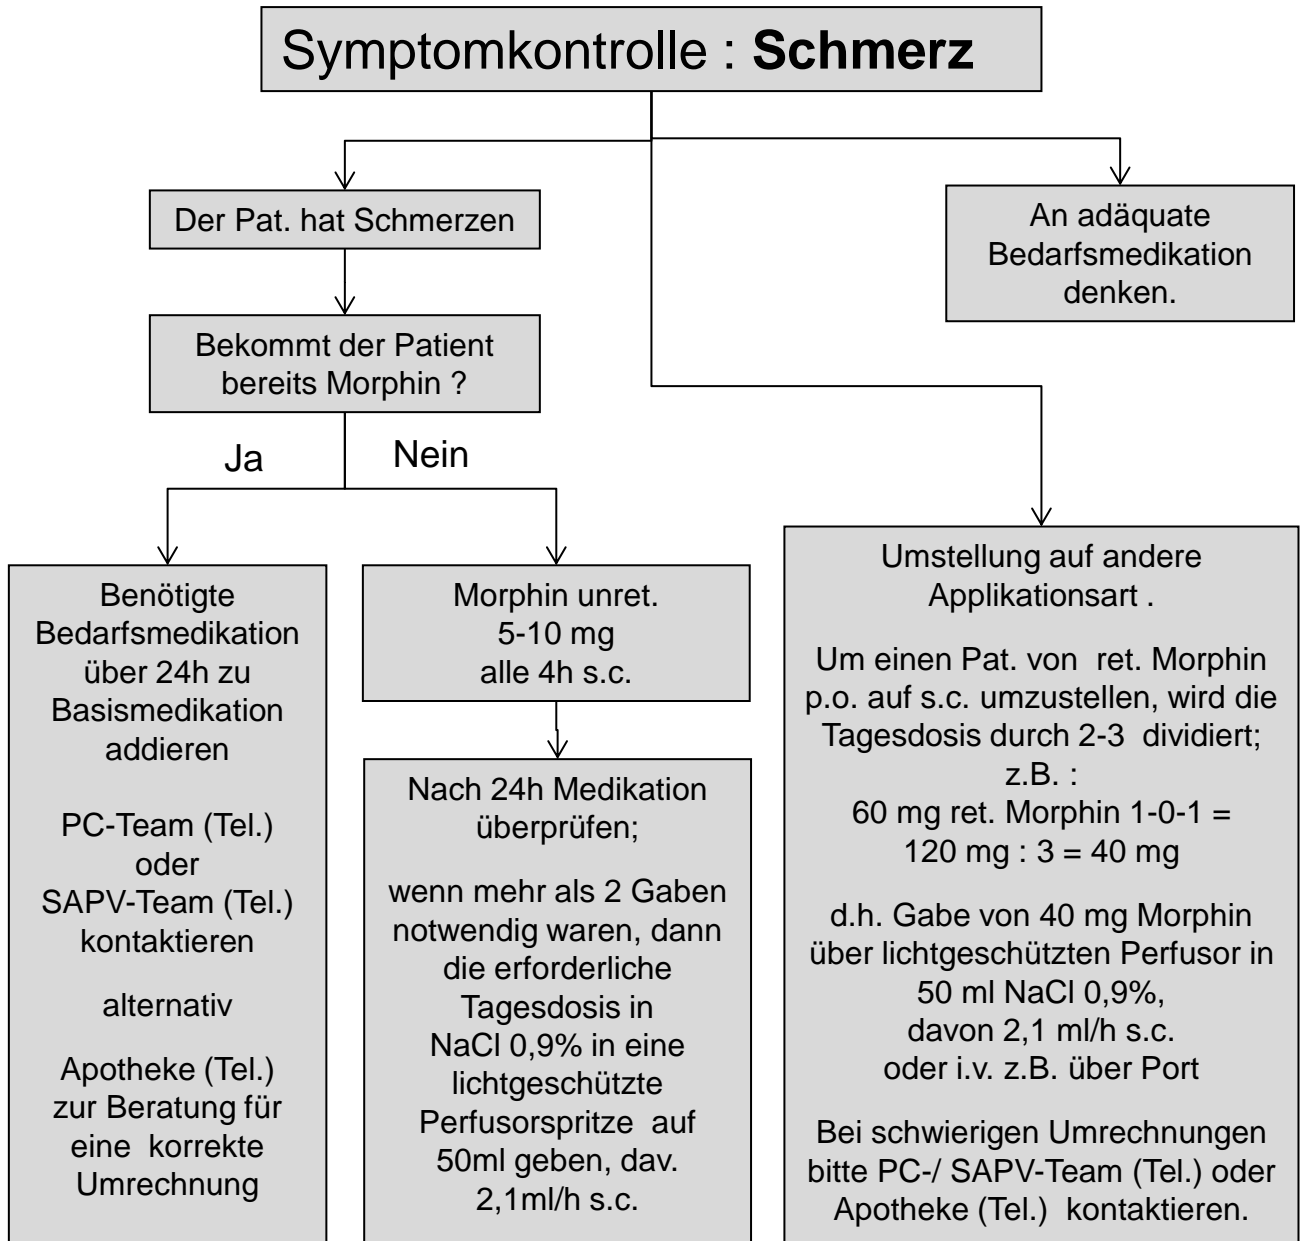 Symptomkontrolle : Schmerz
Der Pat. hat Schmerzen
An adäquate
Bedarfsmedikation
denken.
Bekommt der Patient
bereits Morphin ?
Ja
Nein
Benötigte
Bedarfsmedikation
über 24h zu
Basismedikation
addieren
PC-Team (Tel.)
oder
SAPV-Team (Tel.)
kontaktieren
alternativ
Apotheke (Tel.)
zur Beratung für
eine korrekte
Umrechnung
Morphin unret.
5-10 mg
alle 4h s.c.
Nach 24h Medikation
überprüfen;
wenn mehr als 2 Gaben
notwendig waren, dann
die erforderliche
Tagesdosis in
NaCl 0,9% in eine
lichtgeschützte
Perfusorspritze auf
50ml geben, dav.
2,1ml/h s.c.
Umstellung auf andere
Applikationsart .
Um einen Pat. von ret. Morphin
p.o. auf s.c. umzustellen, wird die
Tagesdosis durch 2-3 dividiert;
z.B. :
60 mg ret. Morphin 1-0-1 =
120 mg : 3 = 40 mg
d.h. Gabe von 40 mg Morphin
über lichtgeschützten Perfusor in
50 ml NaCl 0,9%,
davon 2,1 ml/h s.c.
oder i.v. z.B. über Port
Bei schwierigen Umrechnungen
bitte PC-/ SAPV-Team (Tel.) oder
Apotheke (Tel.) kontaktieren.